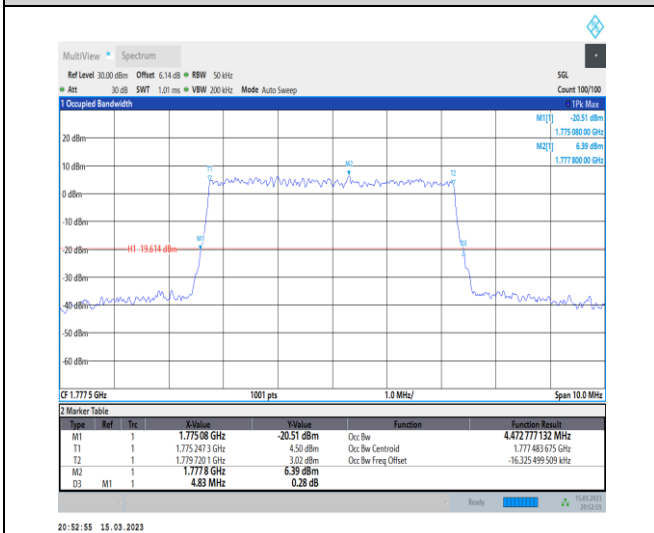 MultiView Spectrum
Ref Level 30.00 dBm Offset 6.14 dB RBW 50 kHz SGL
Att 30 dB SWT 1.01 ms VBW 200 kHz Mode Auto Sweep Count 100/100
1 Occupied Bandwidth 1Pk Max
M1[1] -20.51 dBm
1.775 080 00 GHz
M2[1] 6.39 dBm
1.777 800 00 GHz
20 dBm
10 dBm
T1
M2
T2
0 dBm
-10 dBm
M1
D3
-20 dBm
H1 -19.614 dBm
-30 dBm
-40 dBm
-50 dBm
-60 dBm
CF 1.777 5 GHz 1001 pts 1.0 MHz/ Span 10.0 MHz
2 Marker Table
Type Ref Trc X-Value Y-Value Function Function Result
M1 1 1.775 08 GHz -20.51 dBm Occ Bw 4.472 777 132 MHz
T1 1 1.775 247 3 GHz 4.50 dBm Occ Bw Centroid 1.777 483 675 GHz
T2 1 1.779 720 1 GHz 3.02 dBm Occ Bw Freq Offset -16.325 499 509 kHz
M2 1 1.777 8 GHz 6.39 dBm
D3 M1 1 4.83 MHz 0.28 dB
Ready 15.03.2023
20:52:55
20:52:55 15.03.2023